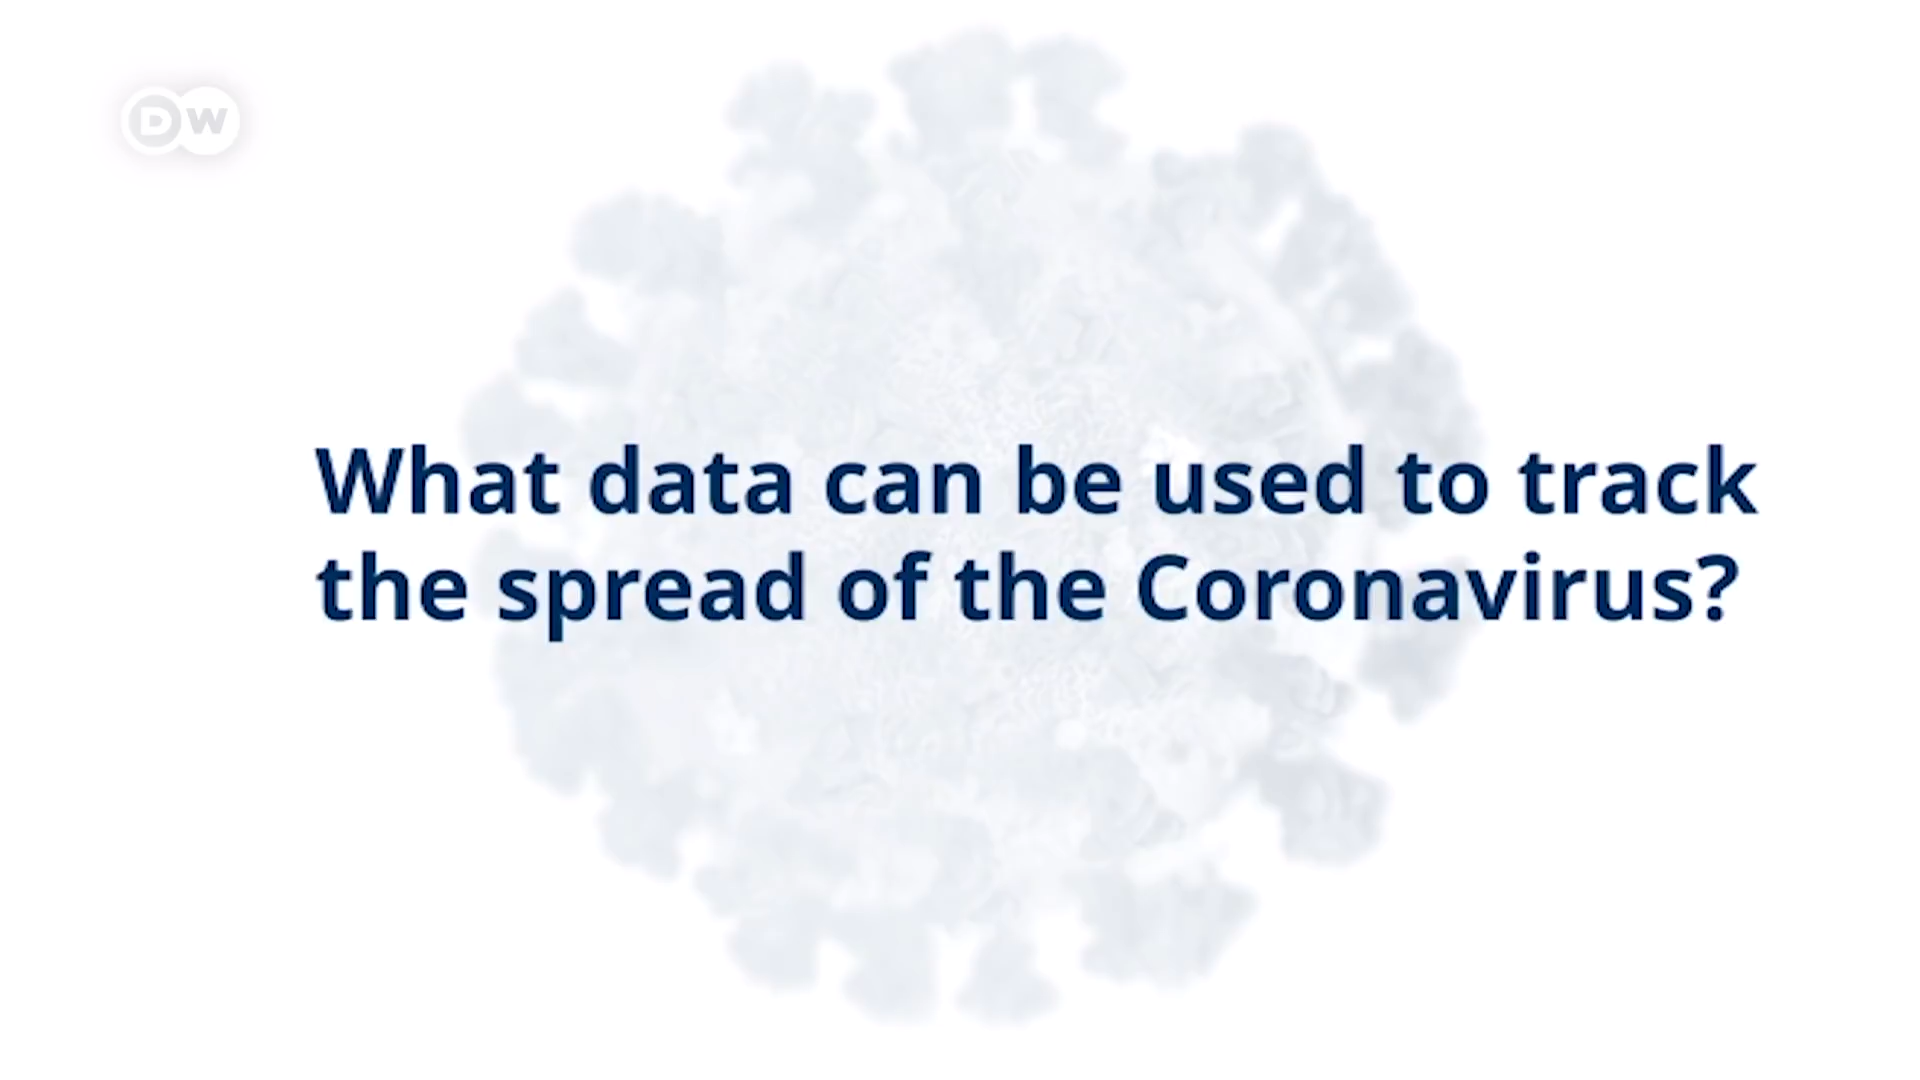 DW
What data can be used to track
the spread of the Coronavirus?